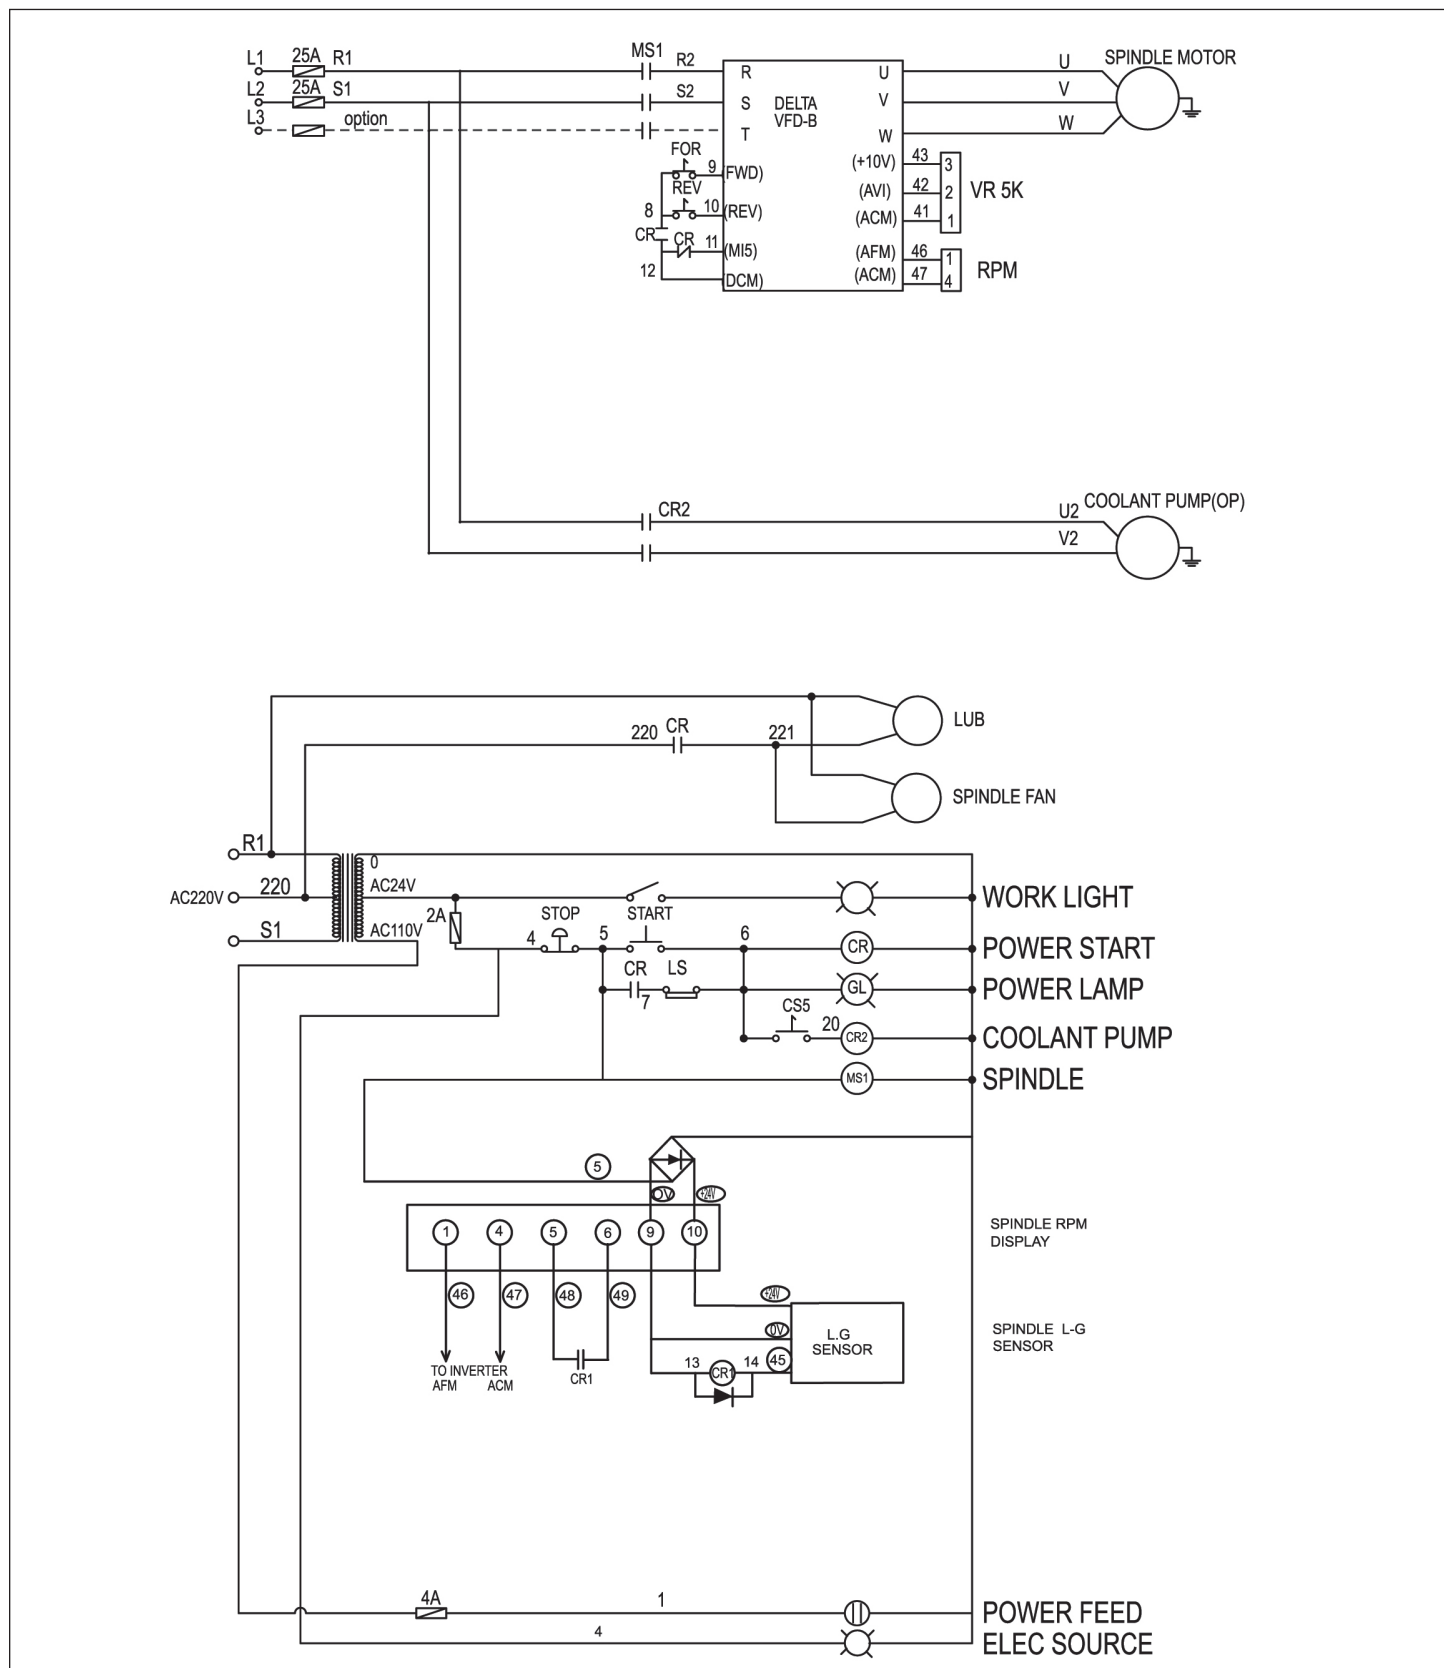 L1 25A R1 MS1 R2 R U U SPINDLE MOTOR
L2 25A S1 S2 S DELTA V V
VFD-B
L3 option T W W
FOR 9 (FWD) (+10V) 43 3
REV (AVI) 42 2 VR 5K
8 10 (REV) (ACM) 41 1
CR CR 11 (MI5) (AFM) 46 1
12 (DCM) (ACM) 47 4 RPM
CR2 U2 COOLANT PUMP(OP)
V2
220 CR 221 LUB
SPINDLE FAN
R1 0
AC220V 220 AC24V WORK LIGHT
S1 AC110V 2A STOP START
4 5 6 CR POWER START
CR LS GL POWER LAMP
7 CS5 20 CR2 COOLANT PUMP
MS1 SPINDLE
5
0V +24V
1 4 5 6 9 10 SPINDLE RPM
DISPLAY
46 47 48 49 +24V
0V L.G
SENSOR SPINDLE L-G
SENSOR
TO INVERTER 13 CR1 14 45
AFM ACM CR1
4A 1 POWER FEED
4 ELEC SOURCE